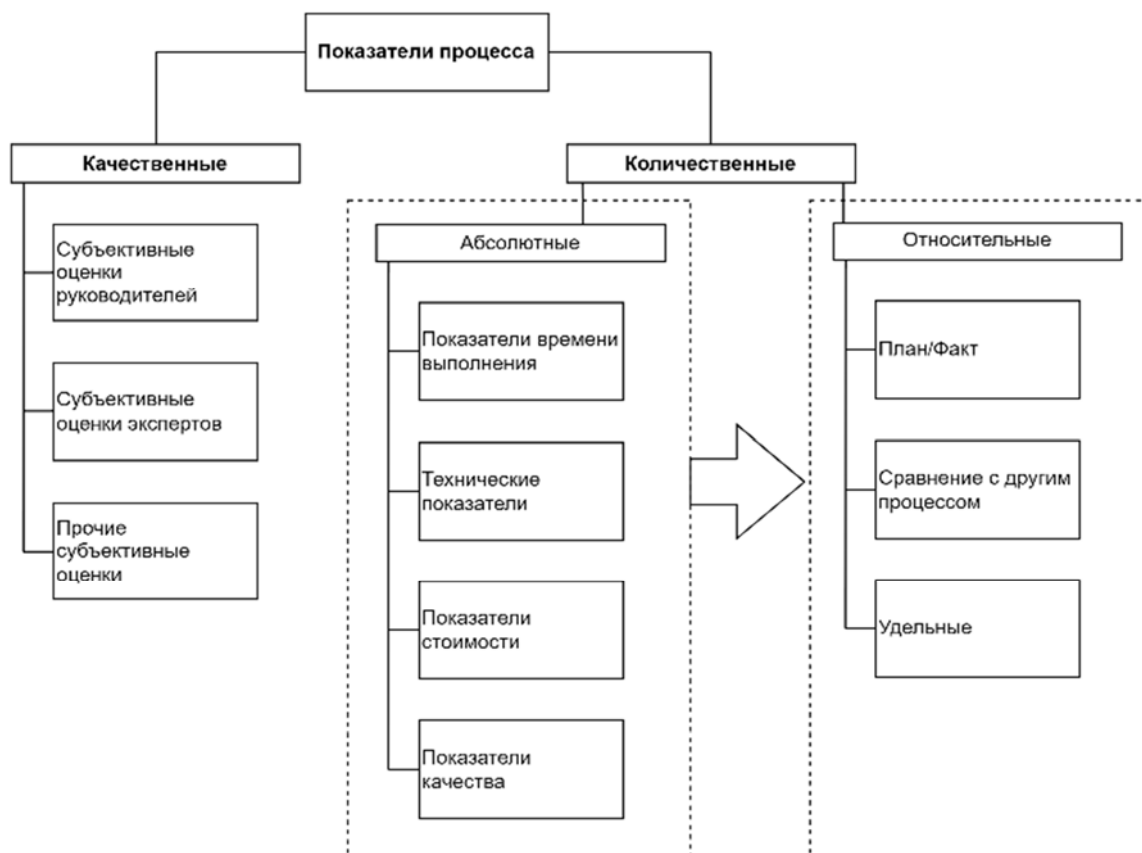 Показатели процесса
Качественные
Субъективные
оценки
руководителей
Субъективные
оценки экспертов
Прочие
субъективные
оценки
Количественные
Абсолютные
Показатели времени
выполнения
Технические
показатели
Показатели
стоимости
Показатели
качества
Относительные
План/Факт
Сравнение с другим
процессом
Удельные